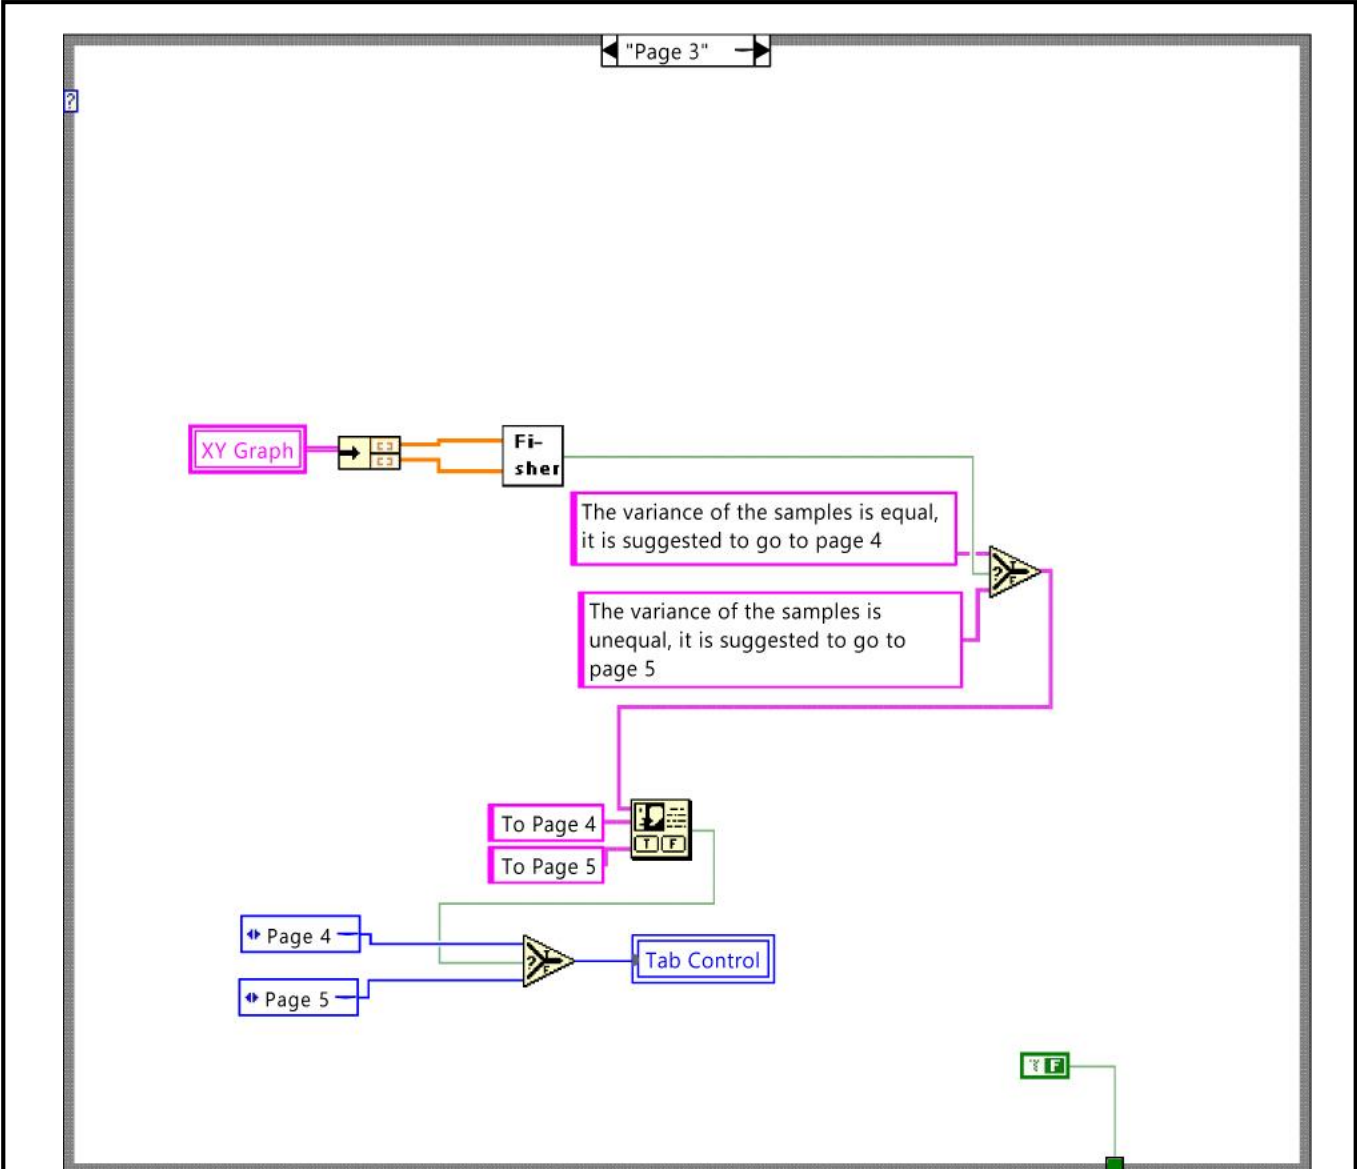 "Page 3"
?
XY Graph
Fi-
sher
The variance of the samples is equal,
it is suggested to go to page 4
T
?
F
The variance of the samples is
unequal, it is suggested to go to
page 5
To Page 4
T F
To Page 5
Page 4
T
?
F
Tab Control
Page 5
T F